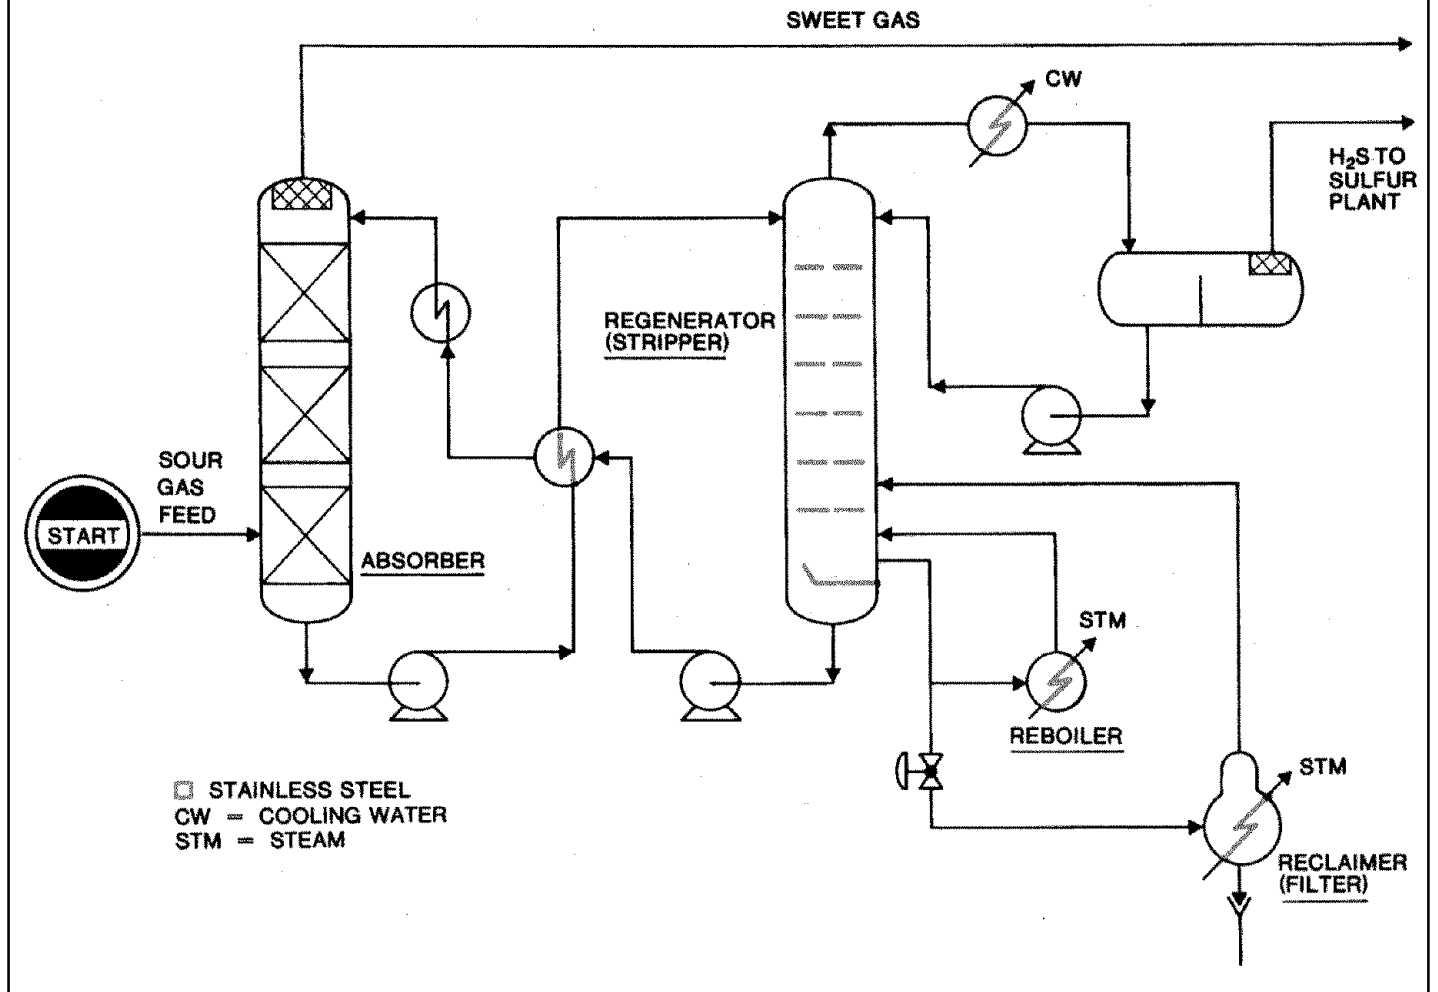 SWEET GAS
CW
H₂S TO
SULFUR
PLANT
REGENERATOR
(STRIPPER)
SOUR
GAS
FEED
START
ABSORBER
STM
REBOILER
STAINLESS STEEL
CW = COOLING WATER
STM = STEAM
STM
RECLAIMER
(FILTER)